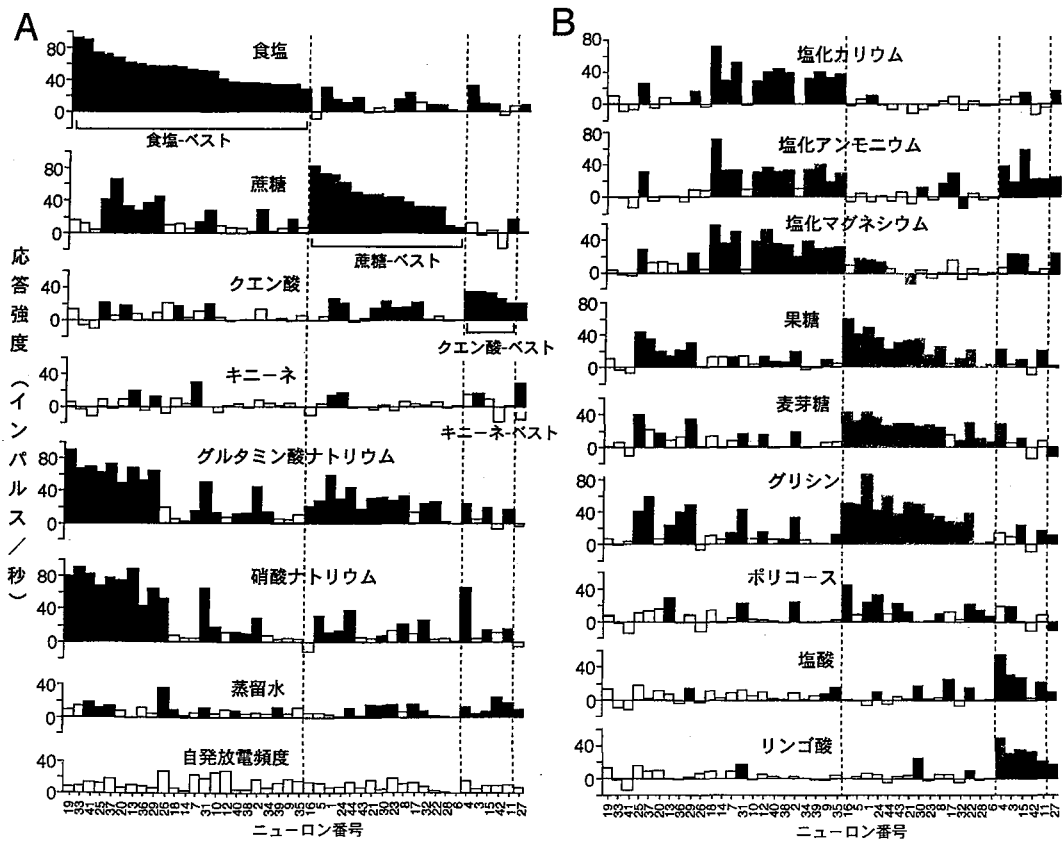 A
食塩
80
40
0
食塩-ベスト
蔗糖
80
40
0
蔗糖-ベスト
クエン酸
40
0
クエン酸-ベスト
キニーネ
40
0
キニーネ-ベスト
グルタミン酸ナトリウム
80
40
0
硝酸ナトリウム
80
40
0
蒸留水
40
0
自発放電頻度
40
0
応答強度(インパルス/秒)
ニューロン番号
B
塩化カリウム
80
40
0
塩化アンモニウム
80
40
0
塩化マグネシウム
40
0
果糖
80
40
0
麦芽糖
40
0
グリシン
80
40
0
ポリコース
40
0
塩酸
40
0
リンゴ酸
40
0
ニューロン番号